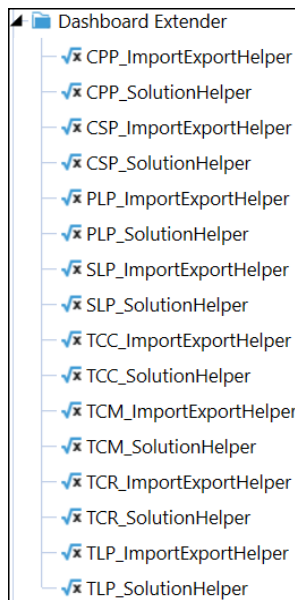 Dashboard Extender
CPP_ImportExportHelper
CPP_SolutionHelper
CSP_ImportExportHelper
CSP_SolutionHelper
PLP_ImportExportHelper
PLP_SolutionHelper
SLP_ImportExportHelper
SLP_SolutionHelper
TCC_ImportExportHelper
TCC_SolutionHelper
TCM_ImportExportHelper
TCM_SolutionHelper
TCR_ImportExportHelper
TCR_SolutionHelper
TLP_ImportExportHelper
TLP_SolutionHelper